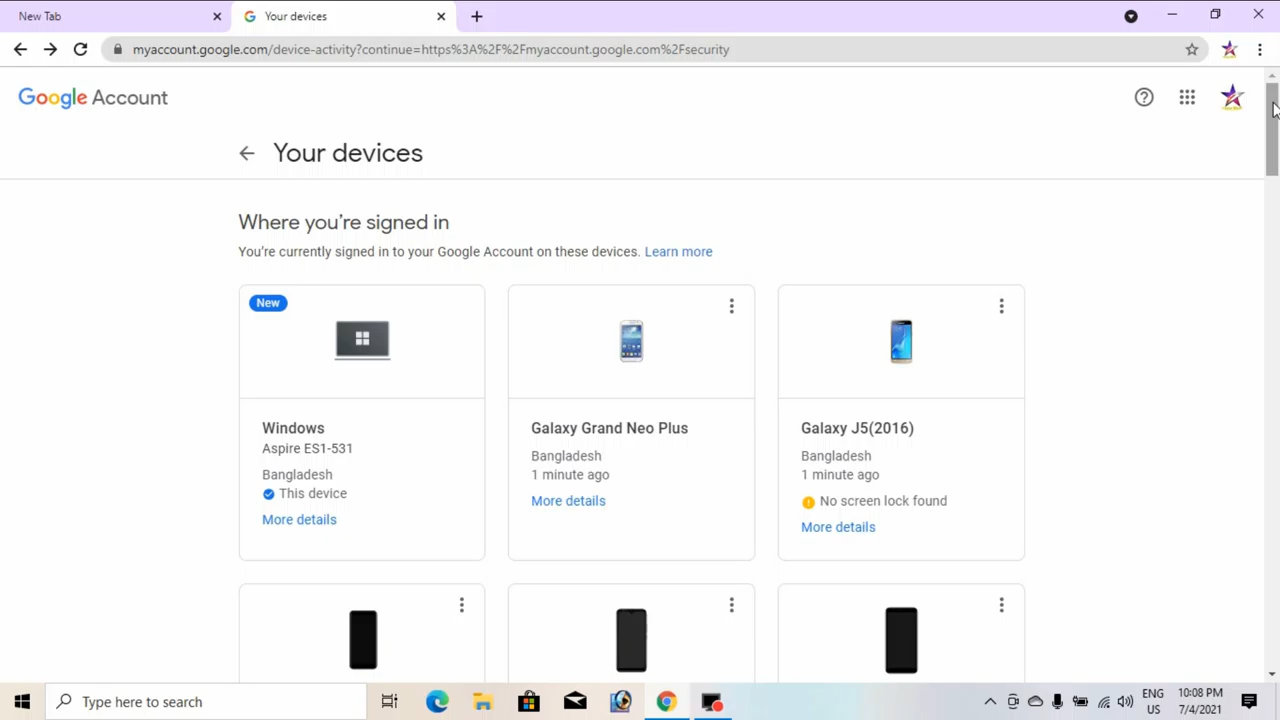 New Tab
Your devices
myaccount.google.com/device-activity?continue=https%3A%2F%2Fmyaccount.google.com%2Fsecurity
Google Account
Your devices
Where you're signed in
You're currently signed in to your Google Account on these devices. Learn more
New
Windows
Aspire ES1-531
Bangladesh
This device
More details
Galaxy Grand Neo Plus
Bangladesh
1 minute ago
More details
Galaxy J5(2016)
Bangladesh
1 minute ago
No screen lock found
More details
Type here to search
ENG
US
10:08 PM
7/4/2021